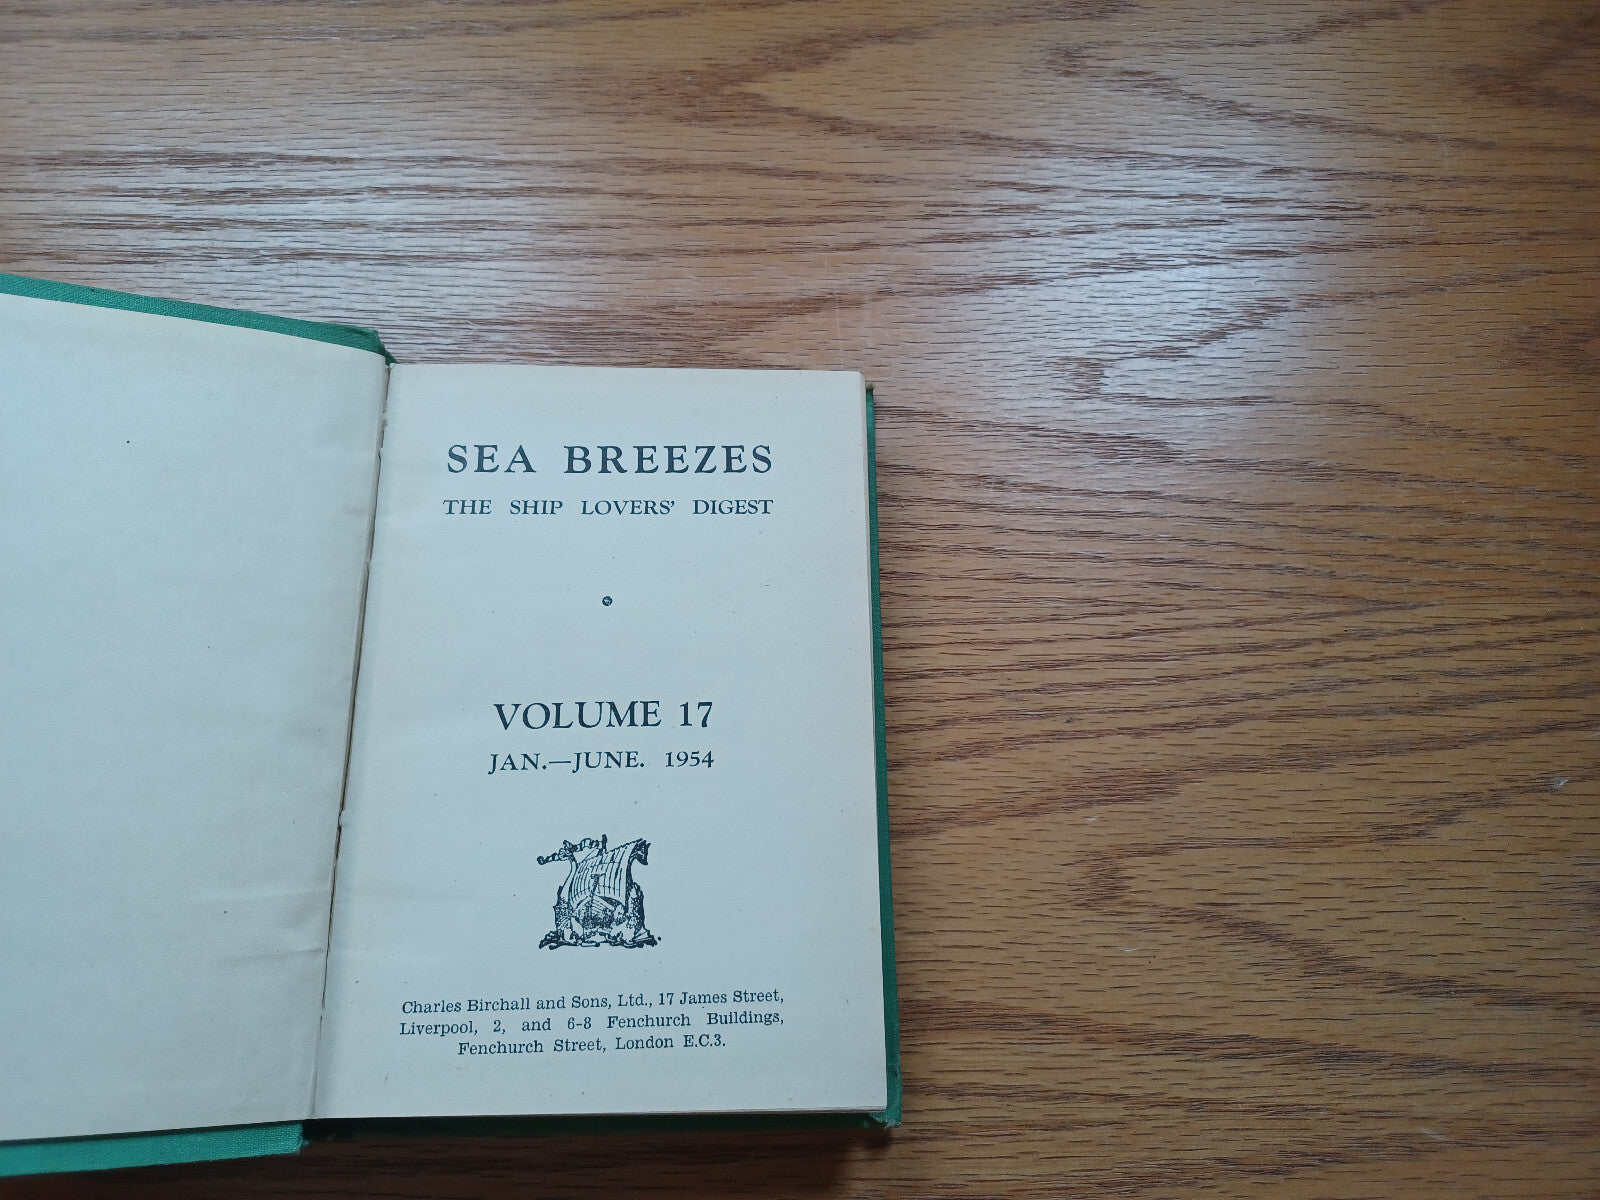 SEA BREEZES
THE SHIP LOVERS' DIGEST
VOLUME 17
JAN.—JUNE. 1954
Charles Birchall and Sons, Ltd., 17 James Street,
Liverpool, 2, and 6-8 Fenchurch Buildings,
Fenchurch Street, London E.C.3.